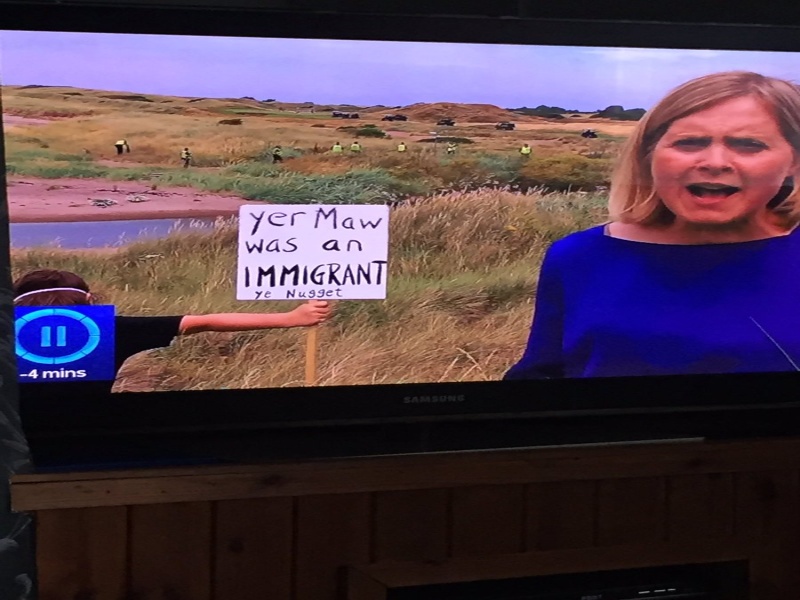 yer Maw
was an
IMMIGRANT
ye Nugget
-4 mins
SAMSUNG